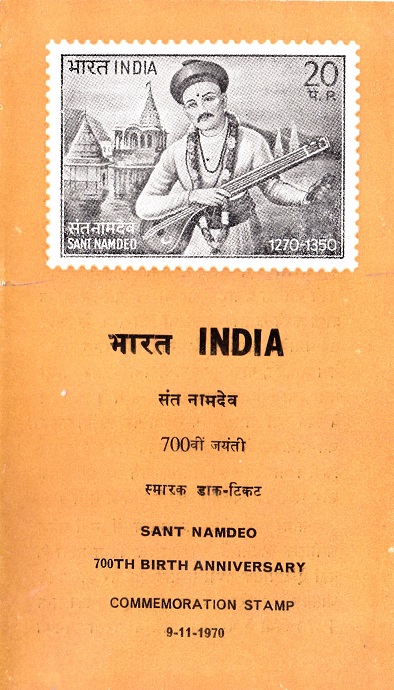 भारत INDIA
20
प. P.
संत नामदेव
SANT NAMDEO
1270-1350
भारत INDIA
संत नामदेव
700वीं जयंती
स्मारक डाक-टिकट
SANT NAMDEO
700TH BIRTH ANNIVERSARY
COMMEMORATION STAMP
9-11-1970